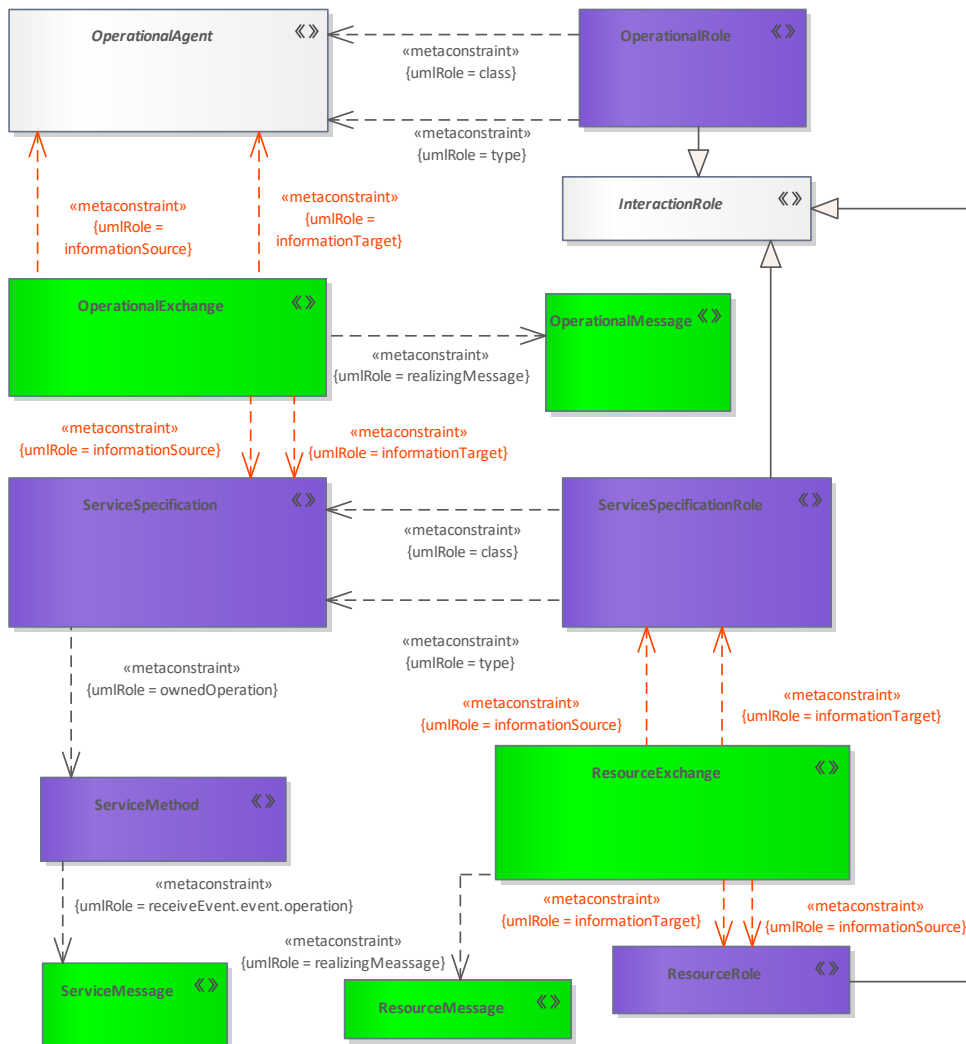 OperationalAgent «»
OperationalRole «»
«metaconstraint»
{umlRole = class}
«metaconstraint»
{umlRole = type}
InteractionRole «»
«metaconstraint»
{umlRole =
informationSource}
«metaconstraint»
{umlRole =
informationTarget}
OperationalExchange «»
OperationalMessage «»
«metaconstraint»
{umlRole = realizingMessage}
«metaconstraint»
{umlRole = informationSource}
«metaconstraint»
{umlRole = informationTarget}
ServiceSpecification «»
ServiceSpecificationRole «»
«metaconstraint»
{umlRole = class}
«metaconstraint»
{umlRole = type}
«metaconstraint»
{umlRole = ownedOperation}
«metaconstraint»
{umlRole = informationSource}
«metaconstraint»
{umlRole = informationTarget}
ResourceExchange «»
ServiceMethod «»
«metaconstraint»
{umlRole = receiveEvent.event.operation}
«metaconstraint»
{umlRole = informationTarget}
«metaconstraint»
{umlRole = informationSource}
«metaconstraint»
{umlRole = realizingMeassage}
ResourceRole «»
ServiceMessage «»
ResourceMessage «»